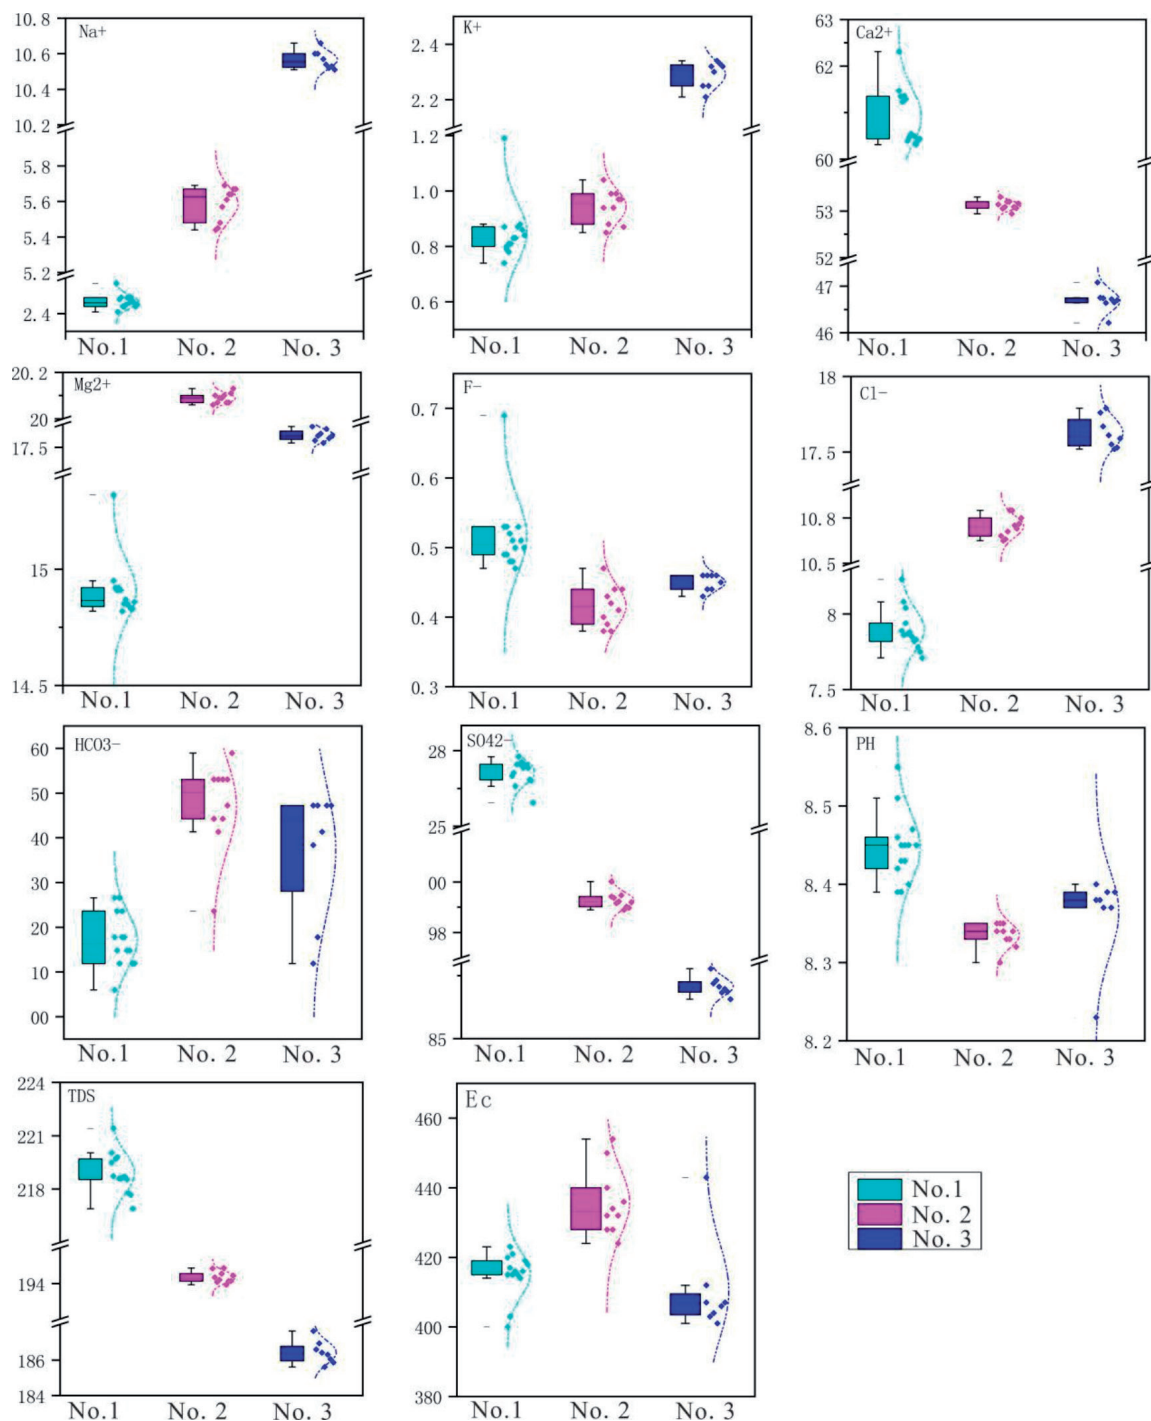 Na+
10.8
10.6
10.4
10.2
5.8
5.6
5.4
5.2
2.4
No.1 No. 2 No. 3
K+
2.4
2.2
1.2
1.0
0.8
0.6
No.1 No. 2 No. 3
Ca2+
63
62
60
53
52
47
46
No.1 No. 2 No. 3
Mg2+
20.2
20
17.5
15
14.5
No.1 No. 2 No. 3
F-
0.7
0.6
0.5
0.4
0.3
No.1 No. 2 No. 3
Cl-
18
17.5
10.8
10.5
8
7.5
No.1 No. 2 No. 3
HCO3-
60
50
40
30
20
10
00
No.1 No. 2 No. 3
SO42-
28
25
00
98
85
No.1 No. 2 No. 3
PH
8.6
8.5
8.4
8.3
8.2
No.1 No. 2 No. 3
TDS
224
221
218
194
186
184
No.1 No. 2 No. 3
Ec
460
440
420
400
380
No.1 No. 2 No. 3
No.1
No. 2
No. 3